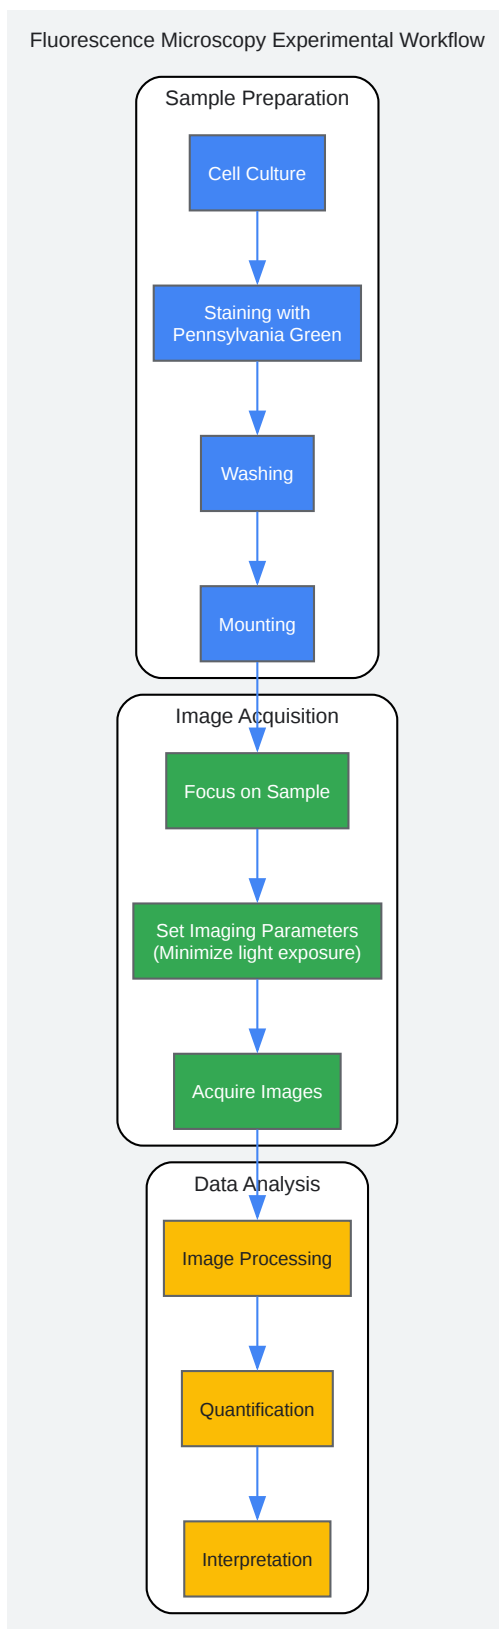 Fluorescence Microscopy Experimental Workflow
Sample Preparation
Cell Culture
Staining with
Pennsylvania Green
Washing
Mounting
Image Acquisition
Focus on Sample
Set Imaging Parameters
(Minimize light exposure)
Acquire Images
Data Analysis
Image Processing
Quantification
Interpretation